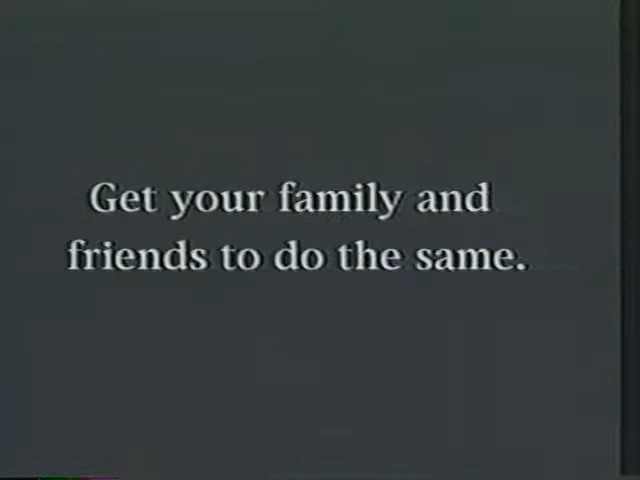 Get your family and
friends to do the same.